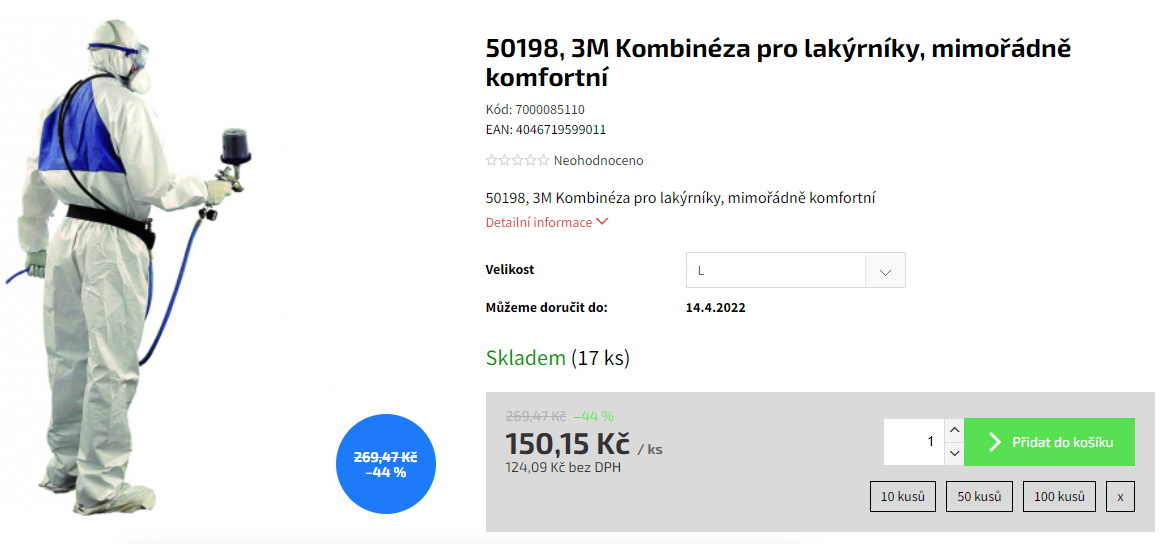 50198, 3M Kombinéza pro lakýrníky, mimořádně
komfortní
Kód: 7000085110
EAN: 4046719599011
Neohodnoceno
50198, 3M Kombinéza pro lakýrníky, mimořádně komfortní
Detailní informace
Velikost
L
Můžeme doručit do:
14.4.2022
Skladem (17 ks)
269,47 Kč
–44 %
269,47 Kč –44 %
150,15 Kč / ks
124,09 Kč bez DPH
1
Přidat do košíku
10 kusů
50 kusů
100 kusů
x